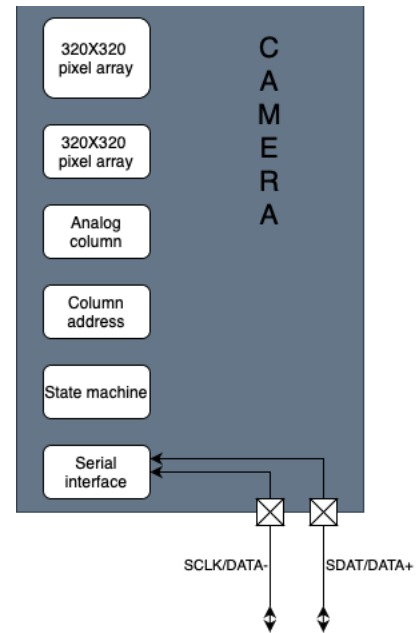 320X320
pixel array
C
A
M
E
R
A
320X320
pixel array
Analog
column
Column
address
State machine
Serial
interface
SCLK/DATA-
SDAT/DATA+